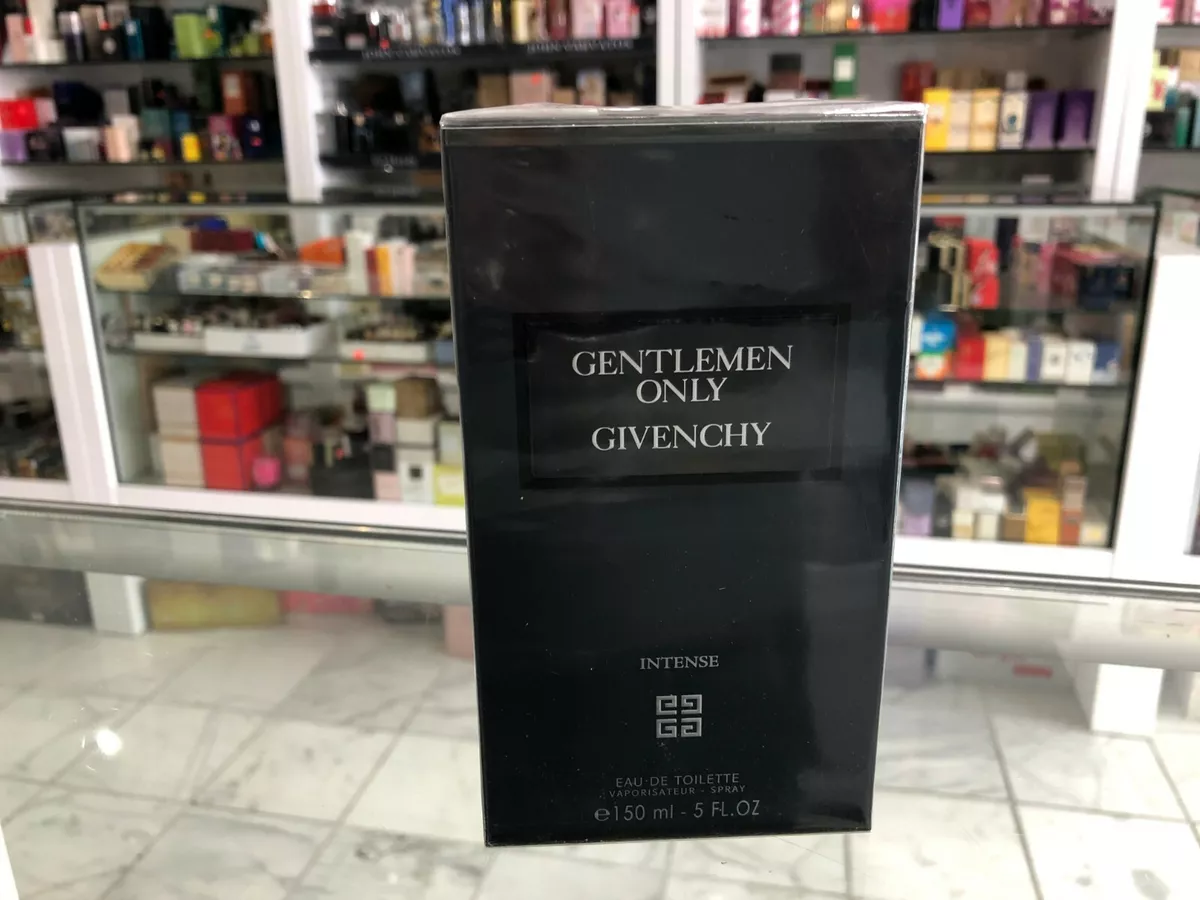 GENTLEMEN
ONLY
GIVENCHY
INTENSE
EAU DE TOILETTE
VAPORISATEUR - SPRAY
℮150 ml - 5 FL.OZ